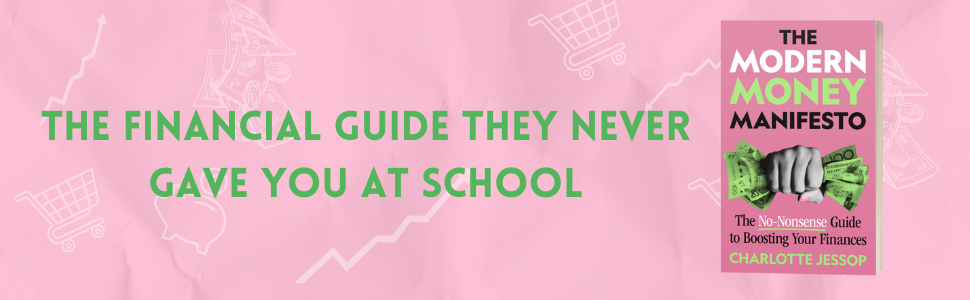 THE FINANCIAL GUIDE THEY NEVER
GAVE YOU AT SCHOOL
THE
MODERN
MONEY
MANIFESTO
The No-Nonsense Guide
to Boosting Your Finances
CHARLOTTE JESSOP